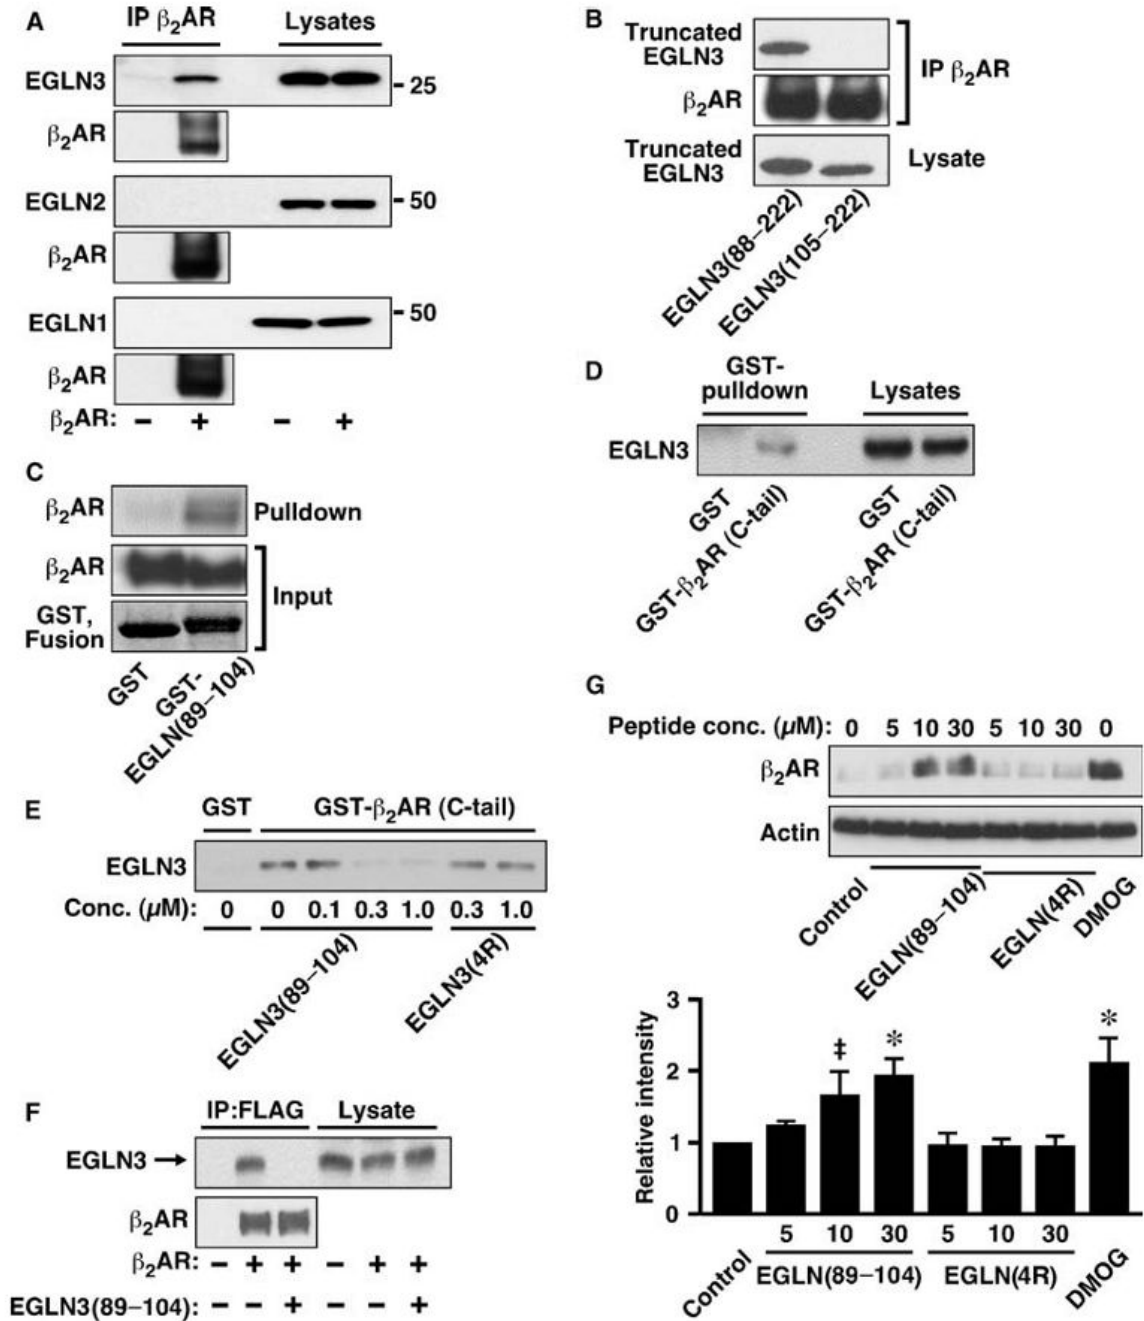 A
IP β₂AR Lysates
EGLN3
- 25
β₂AR
EGLN2
- 50
β₂AR
EGLN1
- 50
β₂AR
β₂AR: – + – +
B
Truncated
EGLN3
β₂AR
IP β₂AR
Truncated
EGLN3
Lysate
EGLN3(88–222)
EGLN3(105–222)
C
β₂AR Pulldown
β₂AR
Input
GST,
Fusion
GST
GST-
EGLN(89–104)
D
GST-
pulldown Lysates
EGLN3
GST
GST-β₂AR (C-tail)
GST
GST-β₂AR (C-tail)
E
GST GST-β₂AR (C-tail)
EGLN3
Conc. (μM): 0 0 0.1 0.3 1.0 0.3 1.0
EGLN3(89–104)
EGLN3(4R)
F
IP:FLAG Lysate
EGLN3
β₂AR
β₂AR: – + + – + +
EGLN3(89–104): – – + – – +
G
Peptide conc. (μM): 0 5 10 30 5 10 30 0
β₂AR
Actin
Control
EGLN(89–104)
EGLN(4R)
DMOG
Relative intensity
3
2
1
0
‡ * *
5 10 30 5 10 30
Control
EGLN(89–104)
EGLN(4R)
DMOG